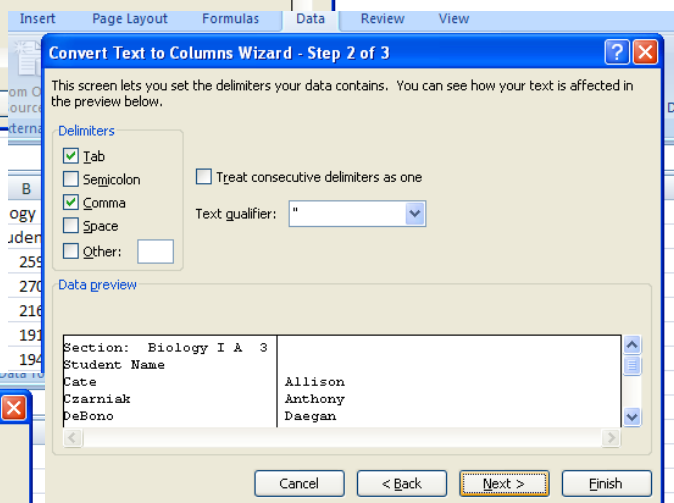 Insert Page Layout Formulas Data Review View
Convert Text to Columns Wizard - Step 2 of 3
This screen lets you set the delimiters your data contains. You can see how your text is affected in
the preview below.
Delimiters
Tab
Semicolon
Comma
Space
Other:
Treat consecutive delimiters as one
Text qualifier: "
Data preview
Section: Biology I A 3
Student Name
Cate Allison
Czarniak Anthony
DeBono Daegan
Cancel < Back Next > Finish
B
ogy
uden
259
270
216
191
194